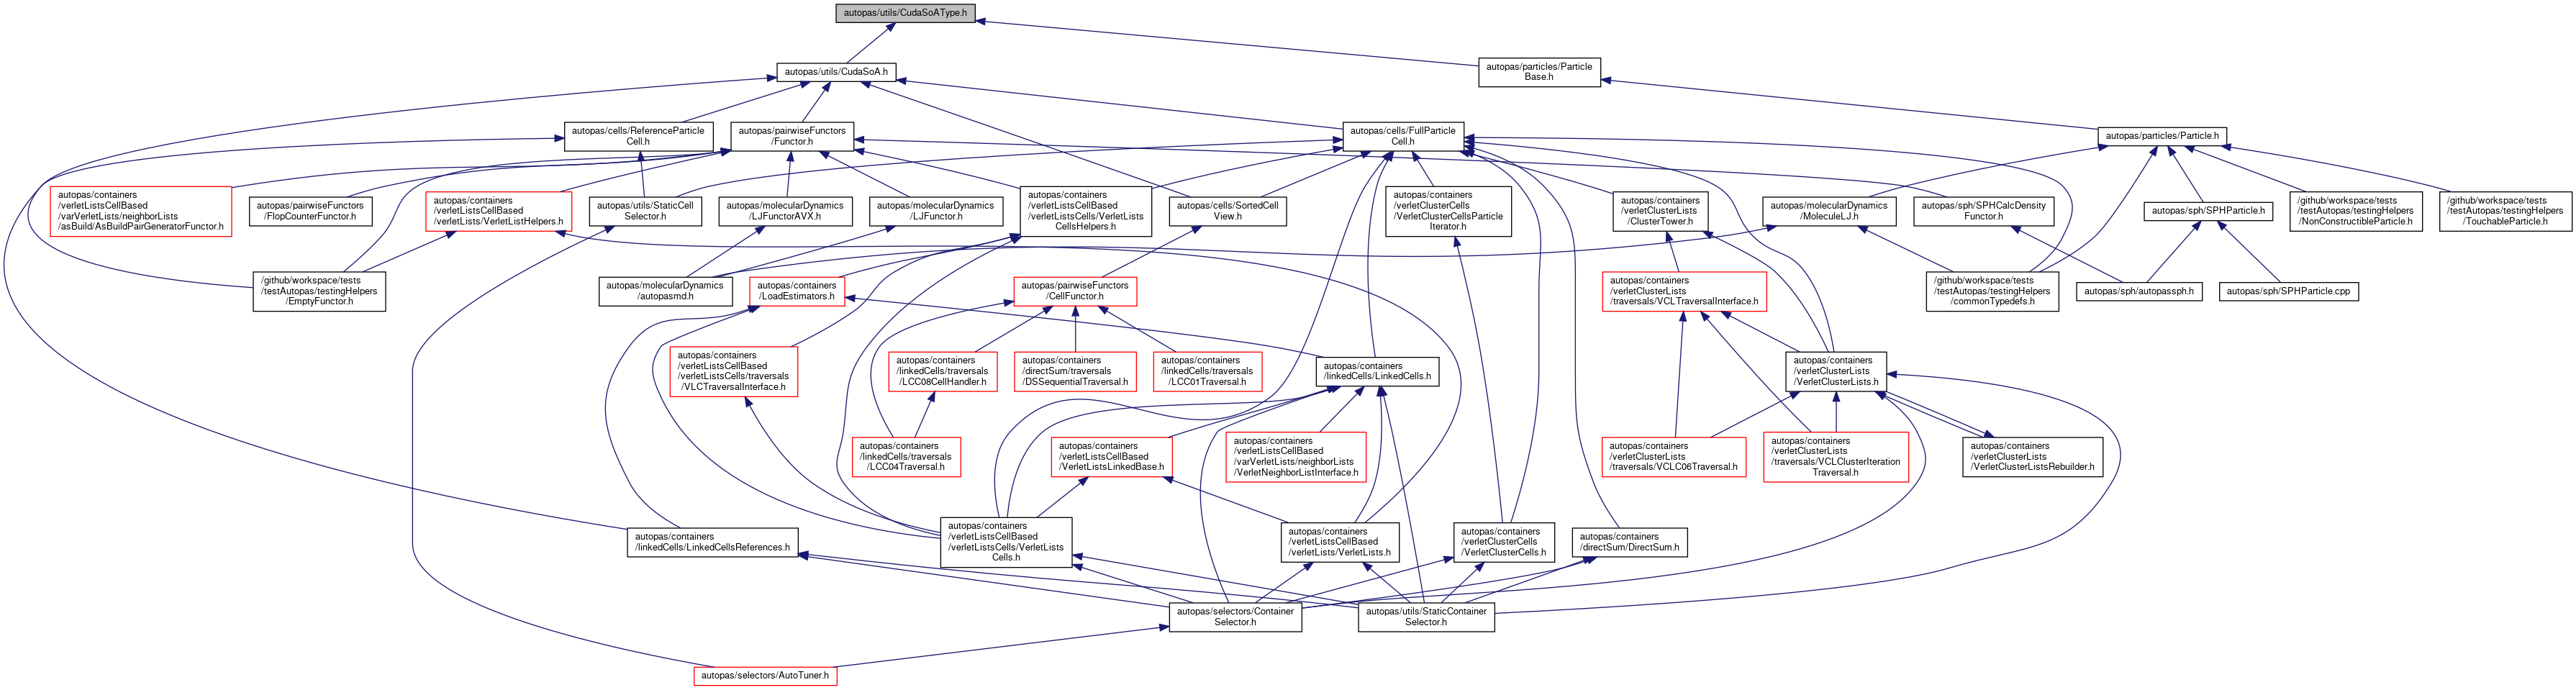 autopas/utils/CudaSoAType.h
autopas/utils/CudaSoA.h
autopas/particles/Particle
Base.h
autopas/cells/ReferenceParticle
Cell.h
autopas/pairwiseFunctors
/Functor.h
autopas/cells/FullParticle
Cell.h
autopas/particles/Particle.h
autopas/containers
/verletListsCellBased
/varVerletLists/neighborLists
/asBuild/AsBuildPairGeneratorFunctor.h
autopas/pairwiseFunctors
/FlopCounterFunctor.h
autopas/containers
/verletListsCellBased
/verletLists/VerletListHelpers.h
autopas/utils/StaticCell
Selector.h
autopas/molecularDynamics
/LJFunctorAVX.h
autopas/molecularDynamics
/LJFunctor.h
autopas/containers
/verletListsCellBased
/verletListsCells/VerletLists
CellsHelpers.h
autopas/cells/SortedCell
View.h
autopas/containers
/verletClusterCells
/VerletClusterCellsParticle
Iterator.h
autopas/containers
/verletClusterLists
/ClusterTower.h
autopas/molecularDynamics
/MoleculeLJ.h
autopas/sph/SPHCalcDensity
Functor.h
autopas/sph/SPHParticle.h
/github/workspace/tests
/testAutopas/testingHelpers
/NonConstructibleParticle.h
/github/workspace/tests
/testAutopas/testingHelpers
/TouchableParticle.h
/github/workspace/tests
/testAutopas/testingHelpers
/EmptyFunctor.h
autopas/molecularDynamics
/autopasmd.h
autopas/containers
/LoadEstimators.h
autopas/pairwiseFunctors
/CellFunctor.h
autopas/containers
/verletClusterLists
/traversals/VCLTraversalInterface.h
/github/workspace/tests
/testAutopas/testingHelpers
/commonTypedefs.h
autopas/sph/autopassph.h
autopas/sph/SPHParticle.cpp
autopas/containers
/verletListsCellBased
/verletListsCells/traversals
/VLCTraversalInterface.h
autopas/containers
/linkedCells/traversals
/LCC08CellHandler.h
autopas/containers
/directSum/traversals
/DSSequentialTraversal.h
autopas/containers
/linkedCells/traversals
/LCC01Traversal.h
autopas/containers
/linkedCells/LinkedCells.h
autopas/containers
/verletClusterLists
/VerletClusterLists.h
autopas/containers
/linkedCells/traversals
/LCC04Traversal.h
autopas/containers
/verletListsCellBased
/VerletListsLinkedBase.h
autopas/containers
/verletListsCellBased
/varVerletLists/neighborLists
/VerletNeighborListInterface.h
autopas/containers
/verletClusterLists
/traversals/VCLC06Traversal.h
autopas/containers
/verletClusterLists
/traversals/VCLClusterIteration
Traversal.h
autopas/containers
/verletClusterLists
/VerletClusterListsRebuilder.h
autopas/containers
/linkedCells/LinkedCellsReferences.h
autopas/containers
/verletListsCellBased
/verletListsCells/VerletLists
Cells.h
autopas/containers
/verletListsCellBased
/verletLists/VerletLists.h
autopas/containers
/verletClusterCells
/VerletClusterCells.h
autopas/containers
/directSum/DirectSum.h
autopas/selectors/Container
Selector.h
autopas/utils/StaticContainer
Selector.h
autopas/selectors/AutoTuner.h